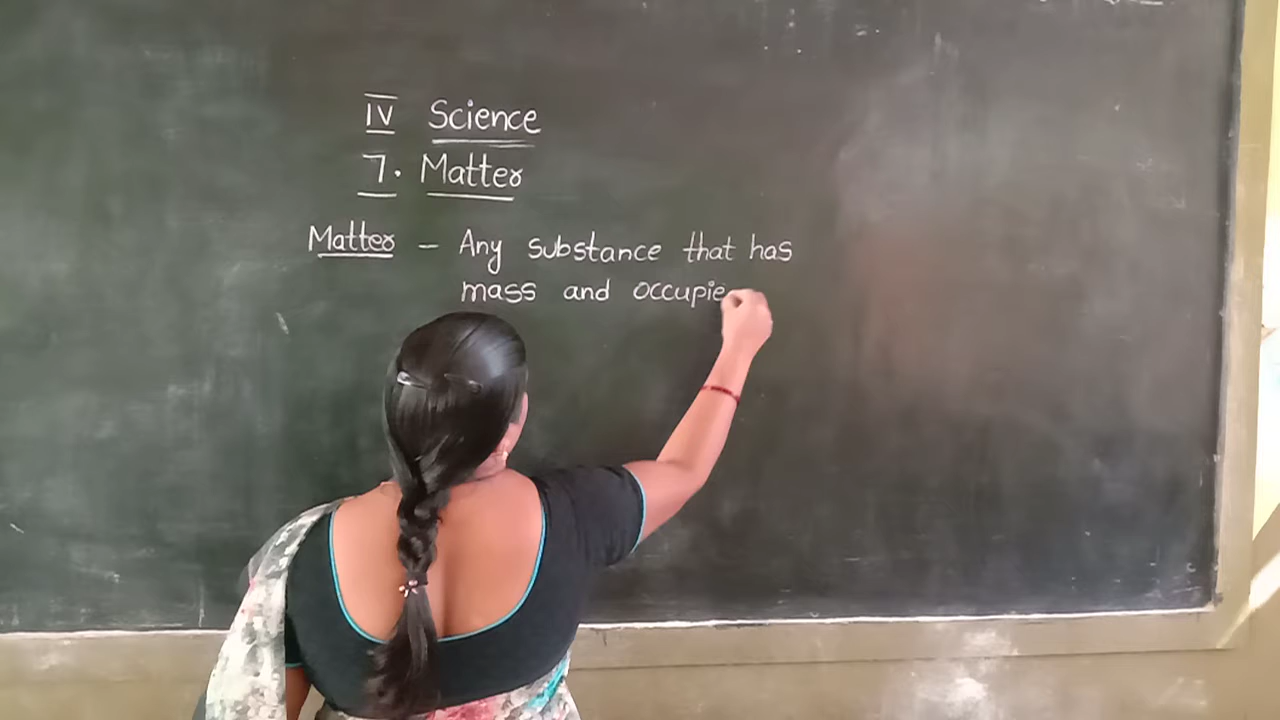 IV Science
7. Matter
Matter – Any substance that has
mass and occupie